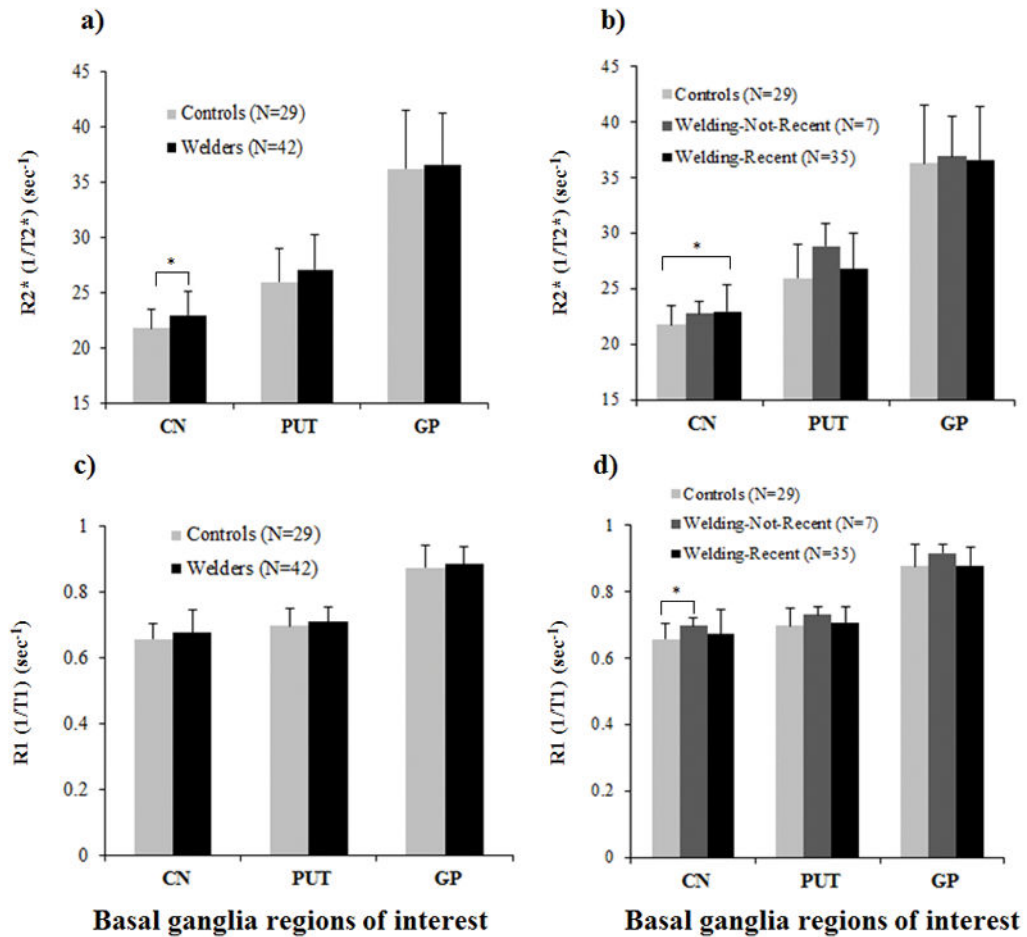 a)
R2* (1/T2*) (sec-1)
45
40
35
30
25
20
15
Controls (N=29)
Welders (N=42)
*
CN PUT GP
b)
R2* (1/T2*) (sec-1)
45
40
35
30
25
20
15
Controls (N=29)
Welding-Not-Recent (N=7)
Welding-Recent (N=35)
*
CN PUT GP
c)
R1 (1/T1) (sec-1)
1
0.8
0.6
0.4
0.2
0
Controls (N=29)
Welders (N=42)
CN PUT GP
Basal ganglia regions of interest
d)
R1 (1/T1) (sec-1)
1
0.8
0.6
0.4
0.2
0
Controls (N=29)
Welding-Not-Recent (N=7)
Welding-Recent (N=35)
*
CN PUT GP
Basal ganglia regions of interest